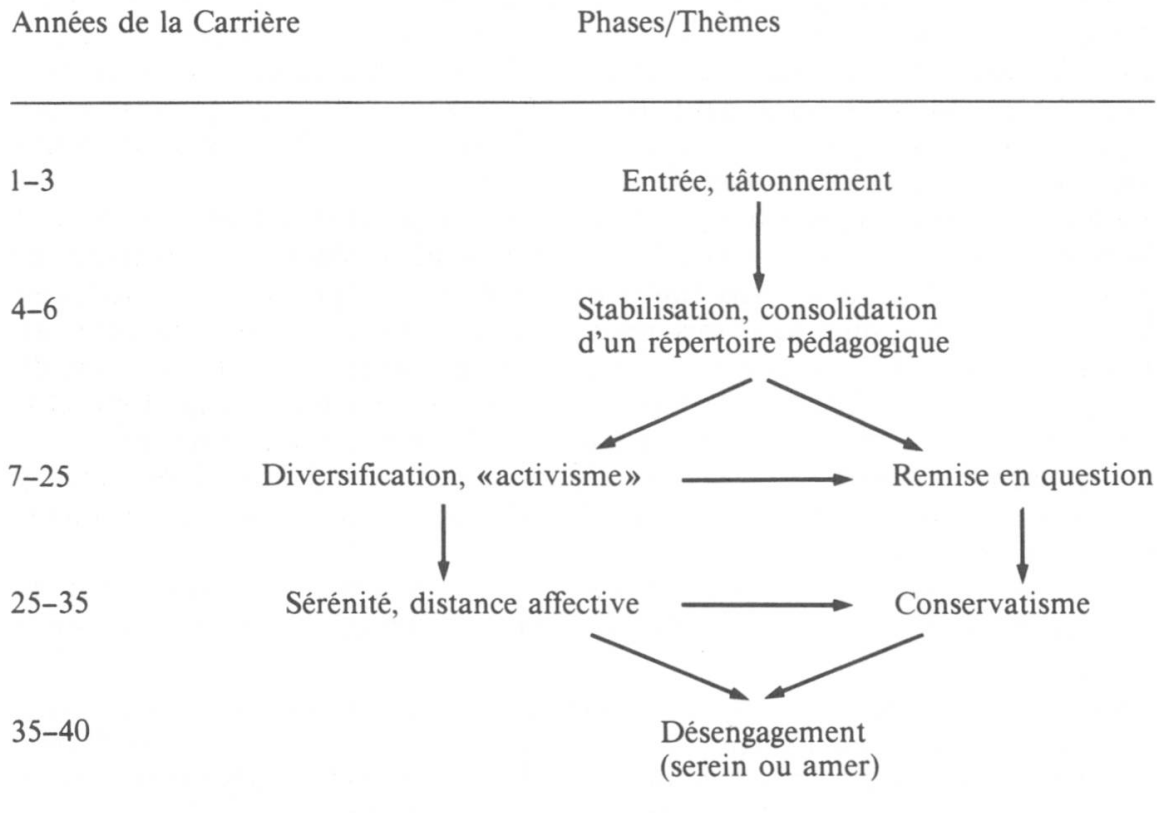 Années de la Carrière Phases/Thèmes
1–3 Entrée, tâtonnement
4–6 Stabilisation, consolidation
d'un répertoire pédagogique
7–25 Diversification, «activisme» Remise en question
25–35 Sérénité, distance affective Conservatisme
35–40 Désengagement
(serein ou amer)